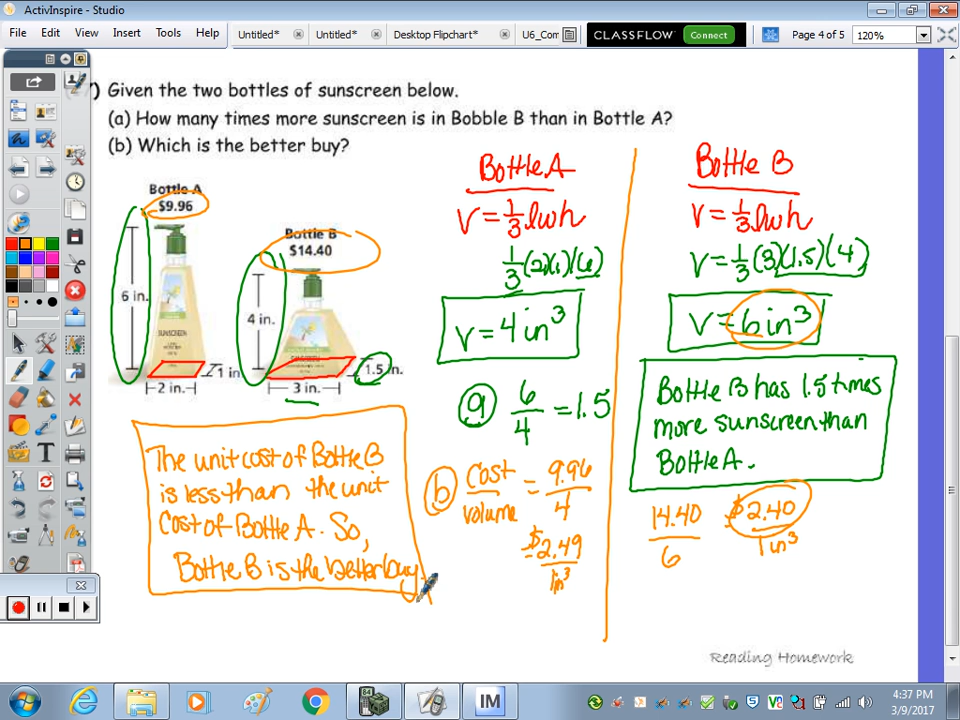 ActivInspire - Studio
File Edit View Insert Tools Help
Untitled* Untitled* Desktop Flipchart* U6_Com
CLASSFLOW Connect
Page 4 of 5 120%
) Given the two bottles of sunscreen below.
(a) How many times more sunscreen is in Bobble B than in Bottle A?
(b) Which is the better buy?
Bottle A
$9.96
6 in.
SUNSCREEN
2 in.
1 in
Bottle B
$14.40
4 in.
3 in.
1.5 in.
Bottle A
V = 1/3 lwh
1/3 (2)(1)(6)
V = 4 in³
Bottle B
V = 1/3 lwh
V = 1/3 (3)(1.5)(4)
V = 6 in³
(a) 6/4 = 1.5
Bottle B has 1.5 times
more sunscreen than
Bottle A.
(b) cost/volume = 9.96/4
= $2.49/1in³
14.40/6 = $2.40/1in³
The unit cost of Bottle B
is less than the unit
cost of Bottle A. So,
Bottle B is the better buy
Reading Homework
IM
4:37 PM
3/9/2017